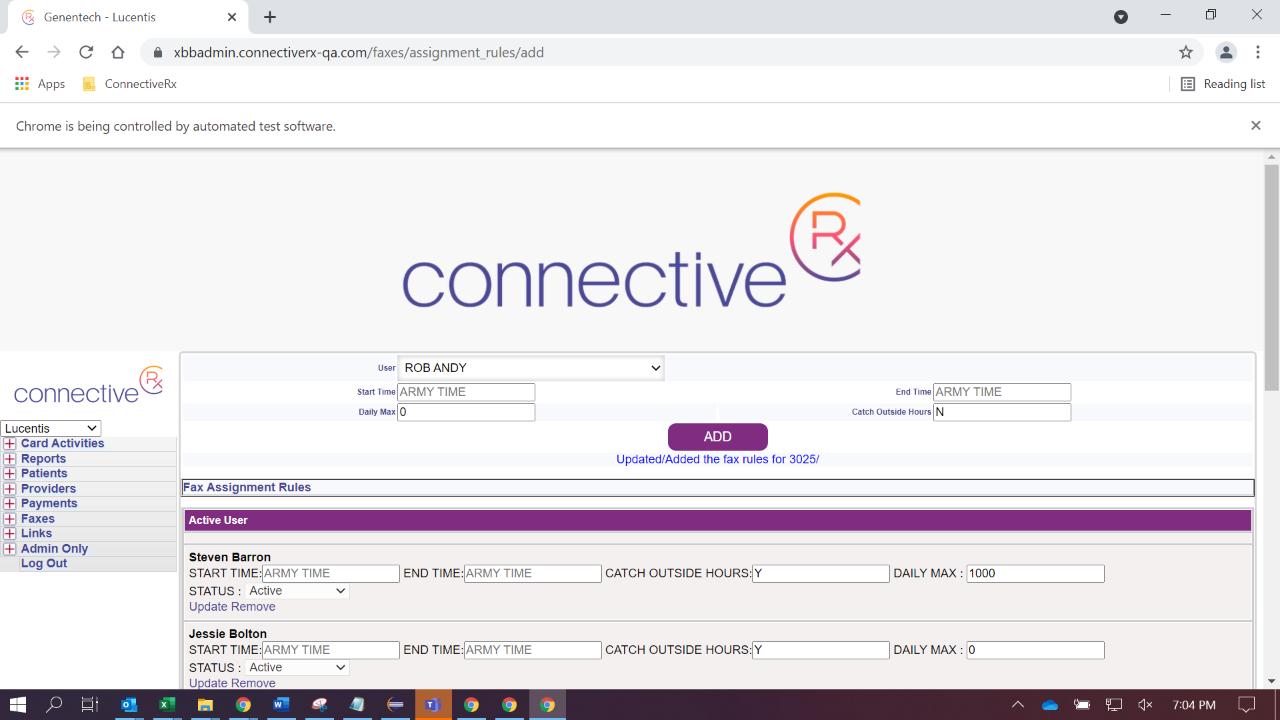 Genentech - Lucentis
xbbadmin.connectiverx-qa.com/faxes/assignment_rules/add
Apps ConnectiveRx Reading list
Chrome is being controlled by automated test software.
connective Rx
connective Rx
Lucentis
Card Activities
Reports
Patients
Providers
Payments
Faxes
Links
Admin Only
Log Out
User ROB ANDY
Start Time ARMY TIME End Time ARMY TIME
Daily Max 0 Catch Outside Hours N
ADD
Updated/Added the fax rules for 3025/
Fax Assignment Rules
Active User
Steven Barron
START TIME: ARMY TIME END TIME: ARMY TIME CATCH OUTSIDE HOURS: Y DAILY MAX : 1000
STATUS : Active
Update Remove
Jessie Bolton
START TIME: ARMY TIME END TIME: ARMY TIME CATCH OUTSIDE HOURS: Y DAILY MAX : 0
STATUS : Active
Update Remove
7:04 PM